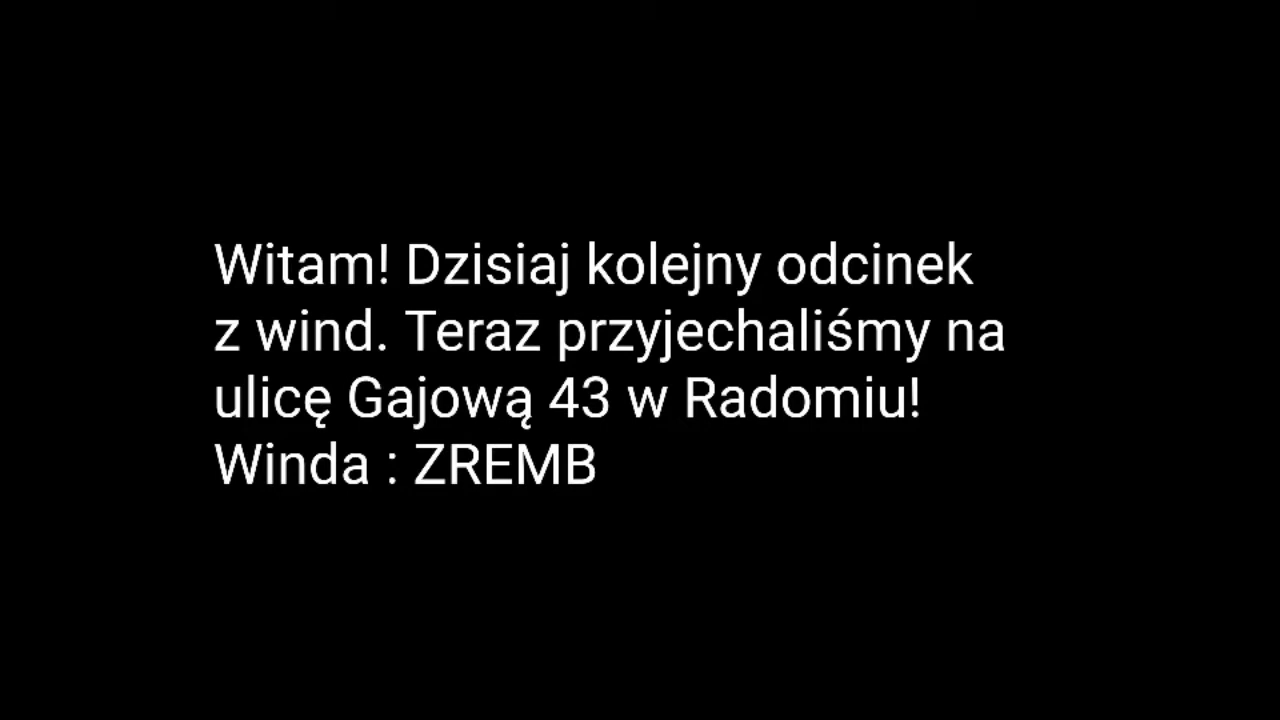 Witam! Dzisiaj kolejny odcinek
z wind. Teraz przyjechaliśmy na
ulicę Gajową 43 w Radomiu!
Winda : ZREMB